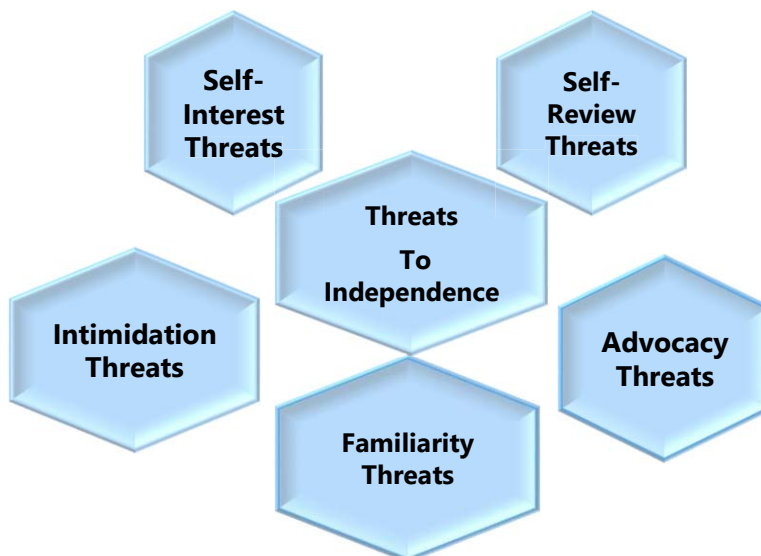 Self-
Interest
Threats
Self-
Review
Threats
Threats
To
Independence
Intimidation
Threats
Advocacy
Threats
Familiarity
Threats